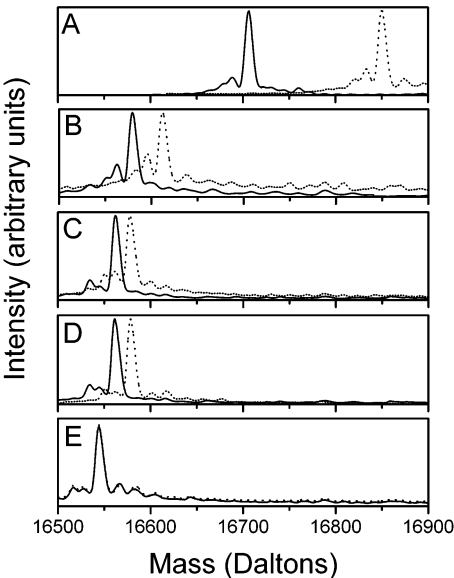 A
B
C
D
E
Intensity (arbitrary units)
16500 16600 16700 16800 16900
Mass (Daltons)